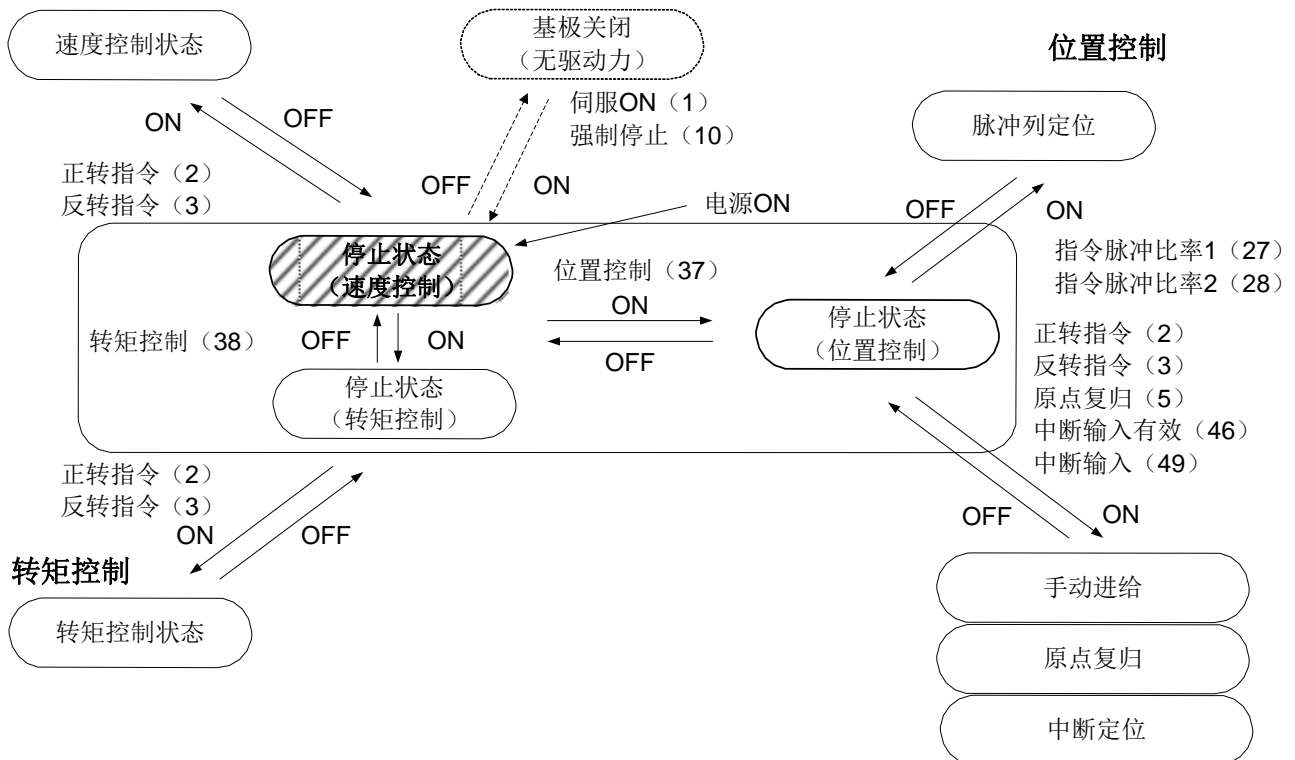 速度控制状态
基极关闭
（无驱动力）
位置控制
伺服ON（1）
强制停止（10）
脉冲列定位
ON
OFF
正转指令（2）
反转指令（3）
OFF
ON
电源ON
OFF
ON
停止状态
（速度控制）
位置控制（37）
ON
OFF
指令脉冲比率1（27）
指令脉冲比率2（28）
转矩控制（38）
OFF
ON
停止状态
（位置控制）
正转指令（2）
反转指令（3）
原点复归（5）
中断输入有效（46）
中断输入（49）
停止状态
（转矩控制）
正转指令（2）
反转指令（3）
ON
OFF
OFF
ON
转矩控制
转矩控制状态
手动进给
原点复归
中断定位